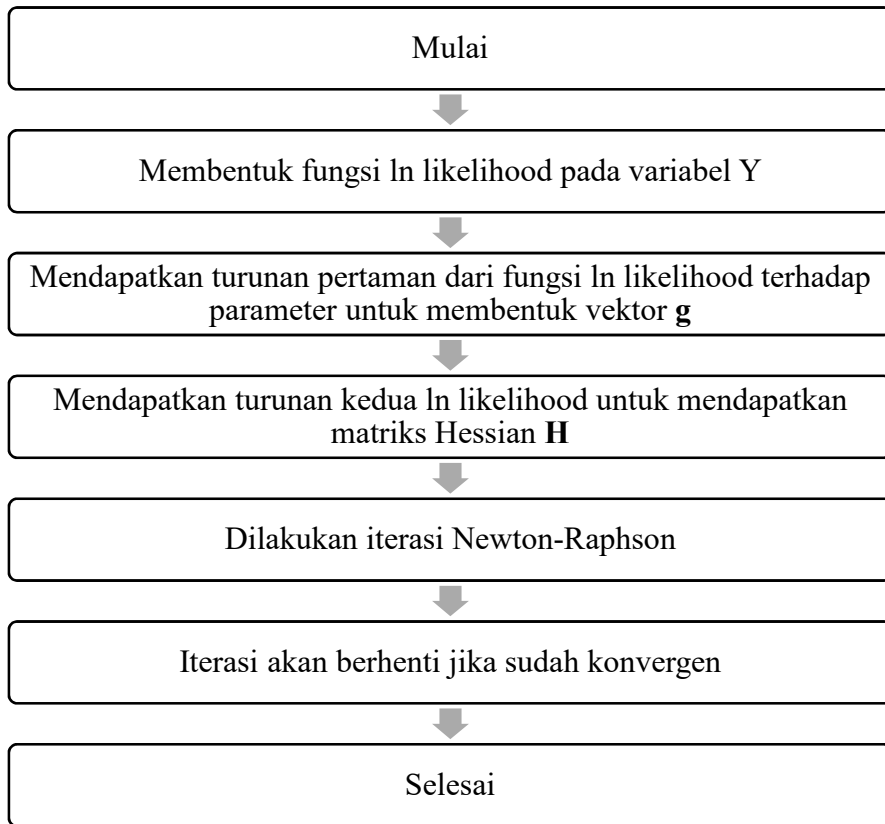 Mulai
Membentuk fungsi ln likelihood pada variabel Y
Mendapatkan turunan pertaman dari fungsi ln likelihood terhadap
parameter untuk membentuk vektor g
Mendapatkan turunan kedua ln likelihood untuk mendapatkan
matriks Hessian H
Dilakukan iterasi Newton-Raphson
Iterasi akan berhenti jika sudah konvergen
Selesai